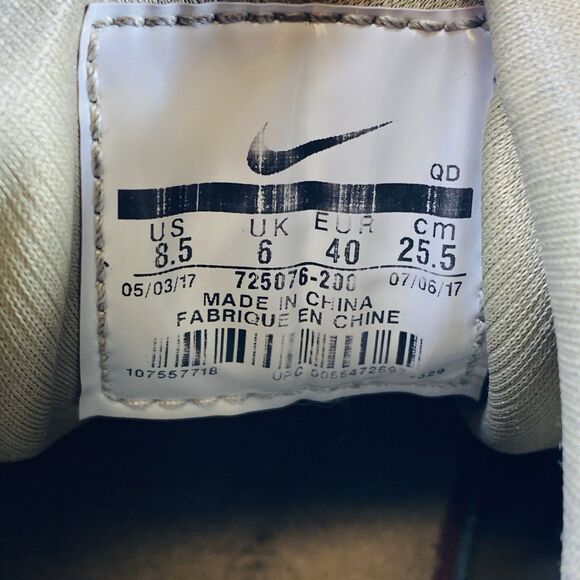 QD
US UK EUR cm
8.5 6 40 25.5
05/03/17 725076-200 07/06/17
MADE IN CHINA
FABRIQUE EN CHINE
107557718 UPC